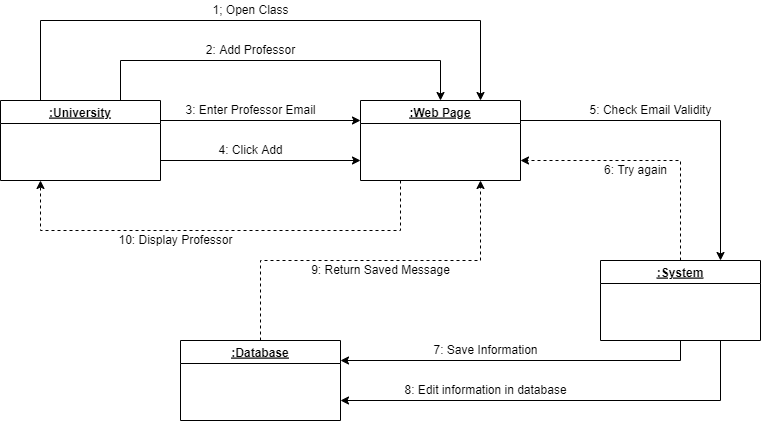 1; Open Class
2: Add Professor
:University
3: Enter Professor Email
:Web Page
5: Check Email Validity
4: Click Add
6: Try again
10: Display Professor
9: Return Saved Message
:System
:Database
7: Save Information
8: Edit information in database